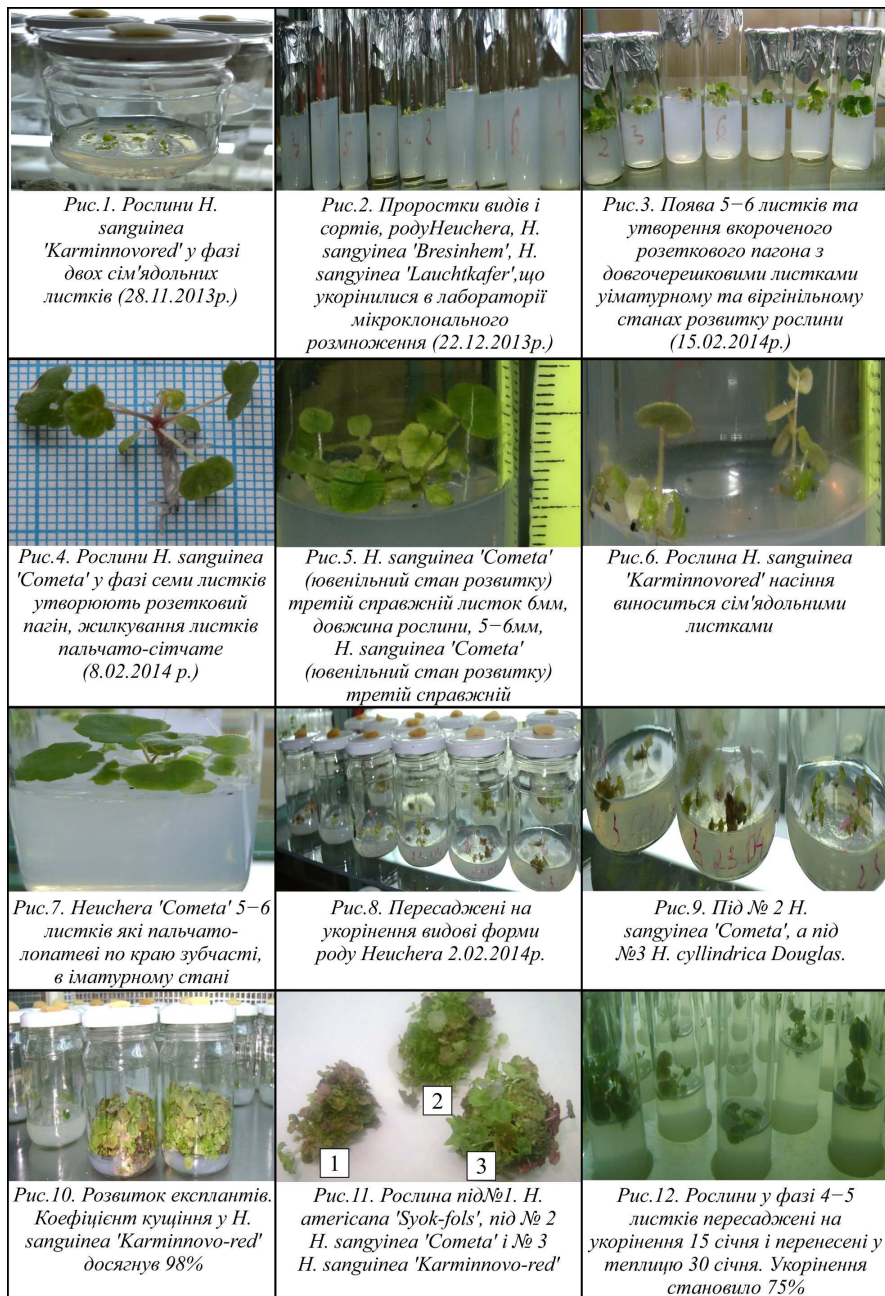 Рис.1. Рослини H.
sanguinea
'Karminnovored' у фазі
двох сім'ядольних
листків (28.11.2013р.)
Рис.2. Проростки видів і
сортів, родуHeuchera, H.
sangyinea 'Bresinhem', H.
sangyinea 'Lauchtkafer',що
укорінилися в лабораторії
мікроклонального
розмноження (22.12.2013р.)
Рис.3. Поява 5−6 листків та
утворення вкороченого
розеткового пагона з
довгочерешковими листками
уіматурному та віргінільному
станах розвитку рослини
(15.02.2014р.)
Рис.4. Рослини H. sanguinea
'Cometa' у фазі семи листків
утворюють розетковий
пагін, жилкування листків
пальчато-сітчате
(8.02.2014 р.)
Рис.5. H. sanguinea 'Cometa'
(ювенільний стан розвитку)
третій справжній листок 6мм,
довжина рослини, 5−6мм,
H. sanguinea 'Cometa'
(ювенільний стан розвитку)
третій справжній
Рис.6. Рослина H. sanguinea
'Karminnovored' насіння
виноситься сім'ядольними
листками
Рис.7. Heuchera 'Cometa' 5−6
листків які пальчато-
лопатеві по краю зубчасті,
в іматурному стані
Рис.8. Пересаджені на
укорінення видові форми
роду Heuchera 2.02.2014р.
Рис.9. Під № 2 H.
sangyinea 'Cometa', а під
№3 H. cyllindrica Douglas.
Рис.10. Розвиток експлантів.
Коефіцієнт кущіння у H.
sanguinea 'Karminnovo-red'
досягнув 98%
1
2
3
Рис.11. Рослина під№1. H.
americana 'Syok-fols', під № 2
H. sangyinea 'Cometa' і № 3
H. sanguinea 'Karminnovo-red'
Рис.12. Рослини у фазі 4−5
листків пересаджені на
укорінення 15 січня і перенесені у
теплицю 30 січня. Укорінення
становило 75%